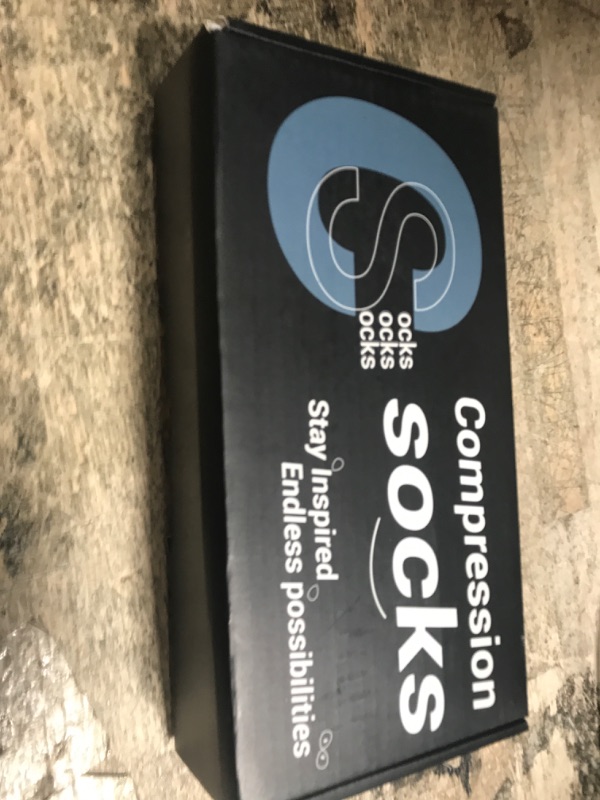 S
ocks
ocks
ocks
Compression
socks
Stay Inspired
Endless possibilities